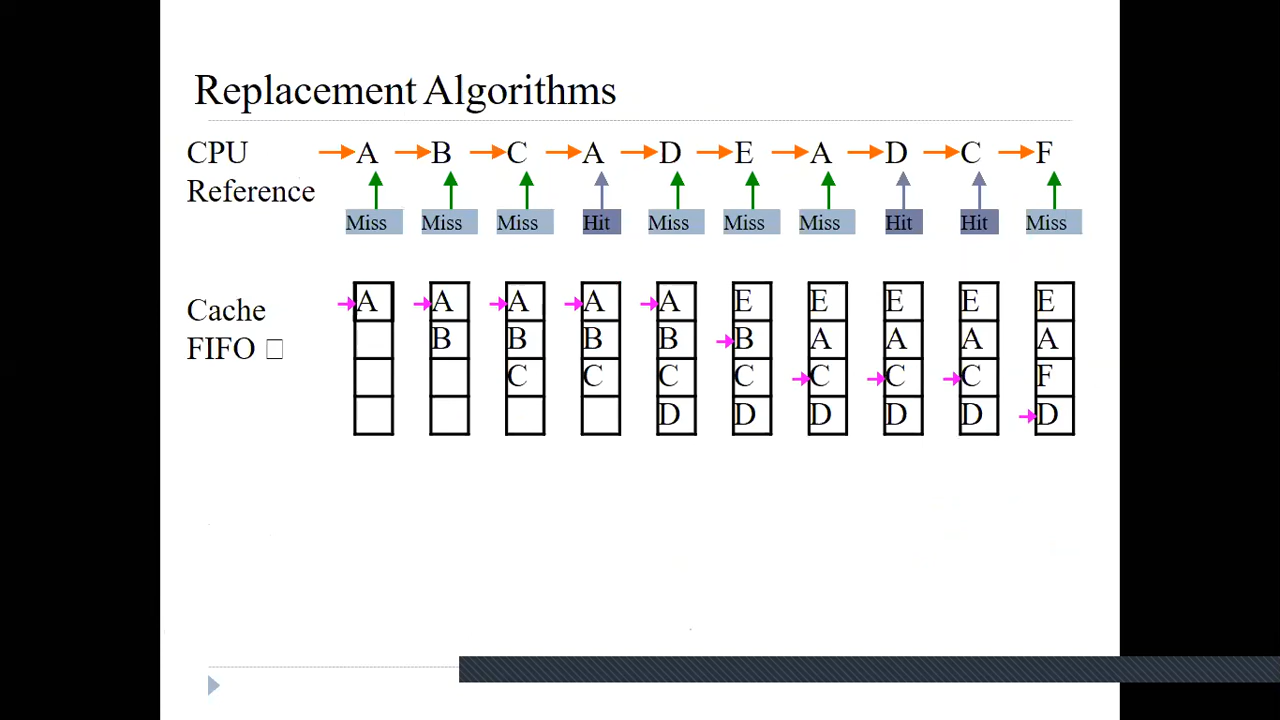 Replacement Algorithms
CPU A B C A D E A D C F
Reference
Miss Miss Miss Hit Miss Miss Miss Hit Hit Miss
Cache A A A A A E E E E E
FIFO B B B B B A A A A
C C C C C C C F
D D D D D D